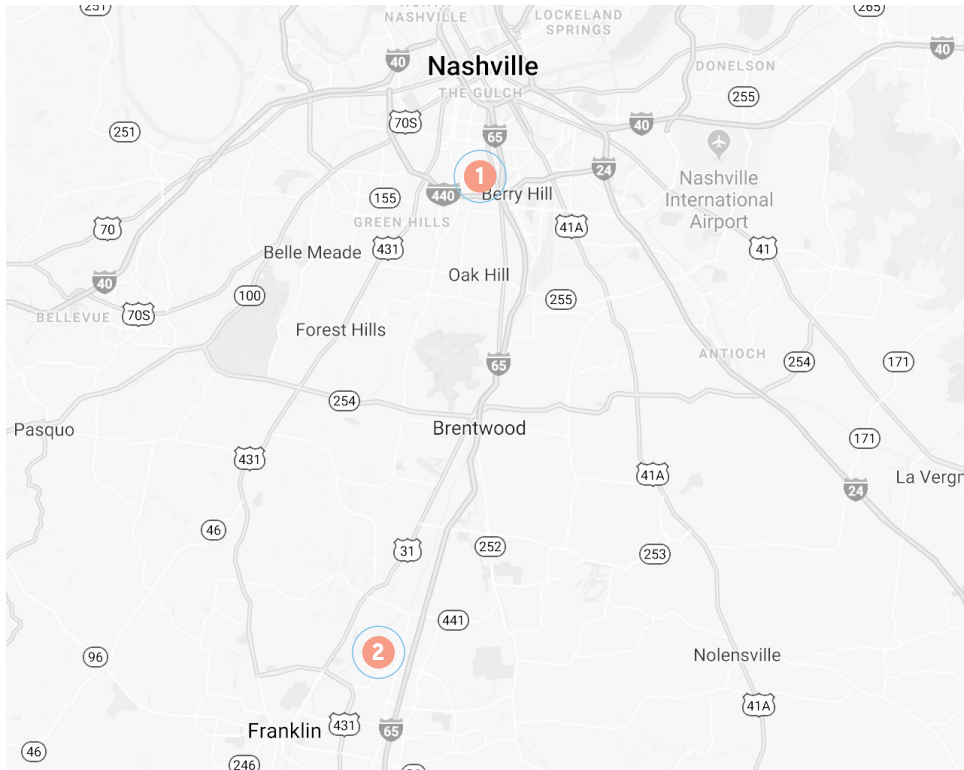 251
265
NASHVILLE
LOCKELAND
SPRINGS
40
Nashville
40
DONELSON
THE GULCH
255
70S
40
251
65
24
1
Nashville
International
Airport
155
440
Berry Hill
GREEN HILLS
41A
70
431
41
Belle Meade
Oak Hill
40
100
255
BELLEVUE
70S
Forest Hills
ANTIOCH
65
254
171
254
Pasquo
Brentwood
171
431
41A
La Vergn
24
46
31
252
253
441
2
96
Nolensville
41A
Franklin
431
65
46
246